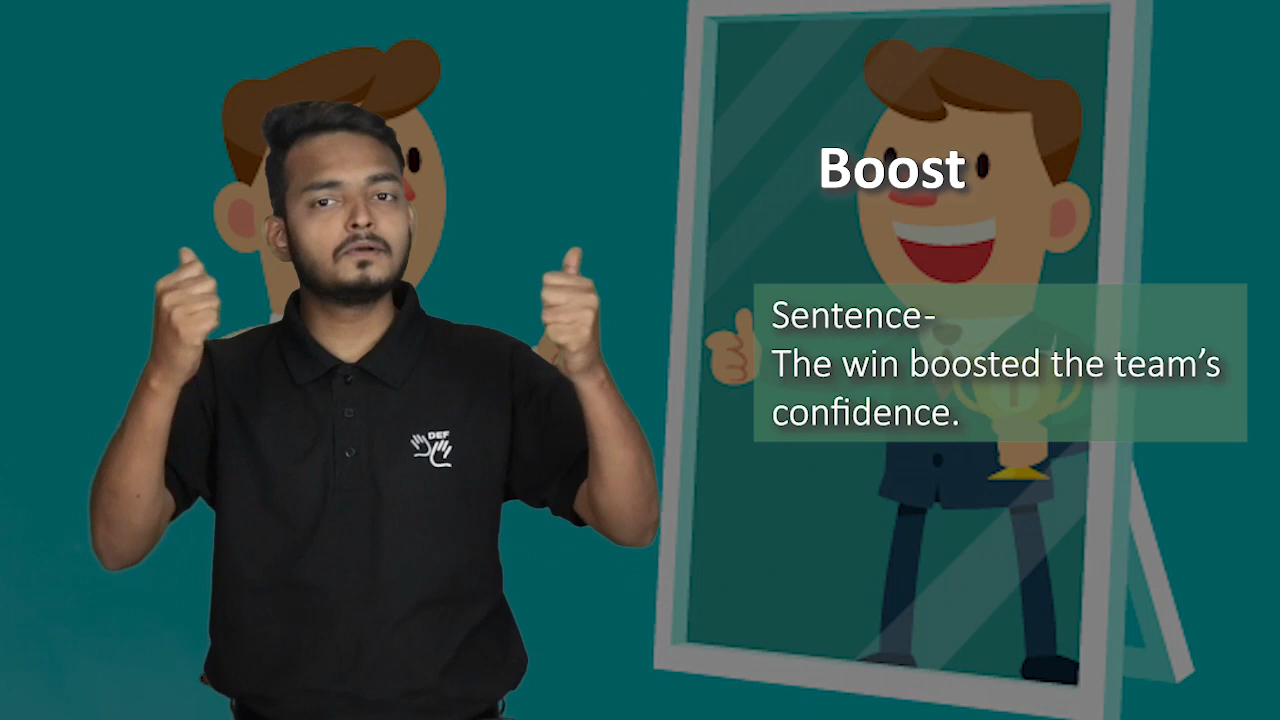 Boost
Sentence-
The win boosted the team’s
confidence.
DEF